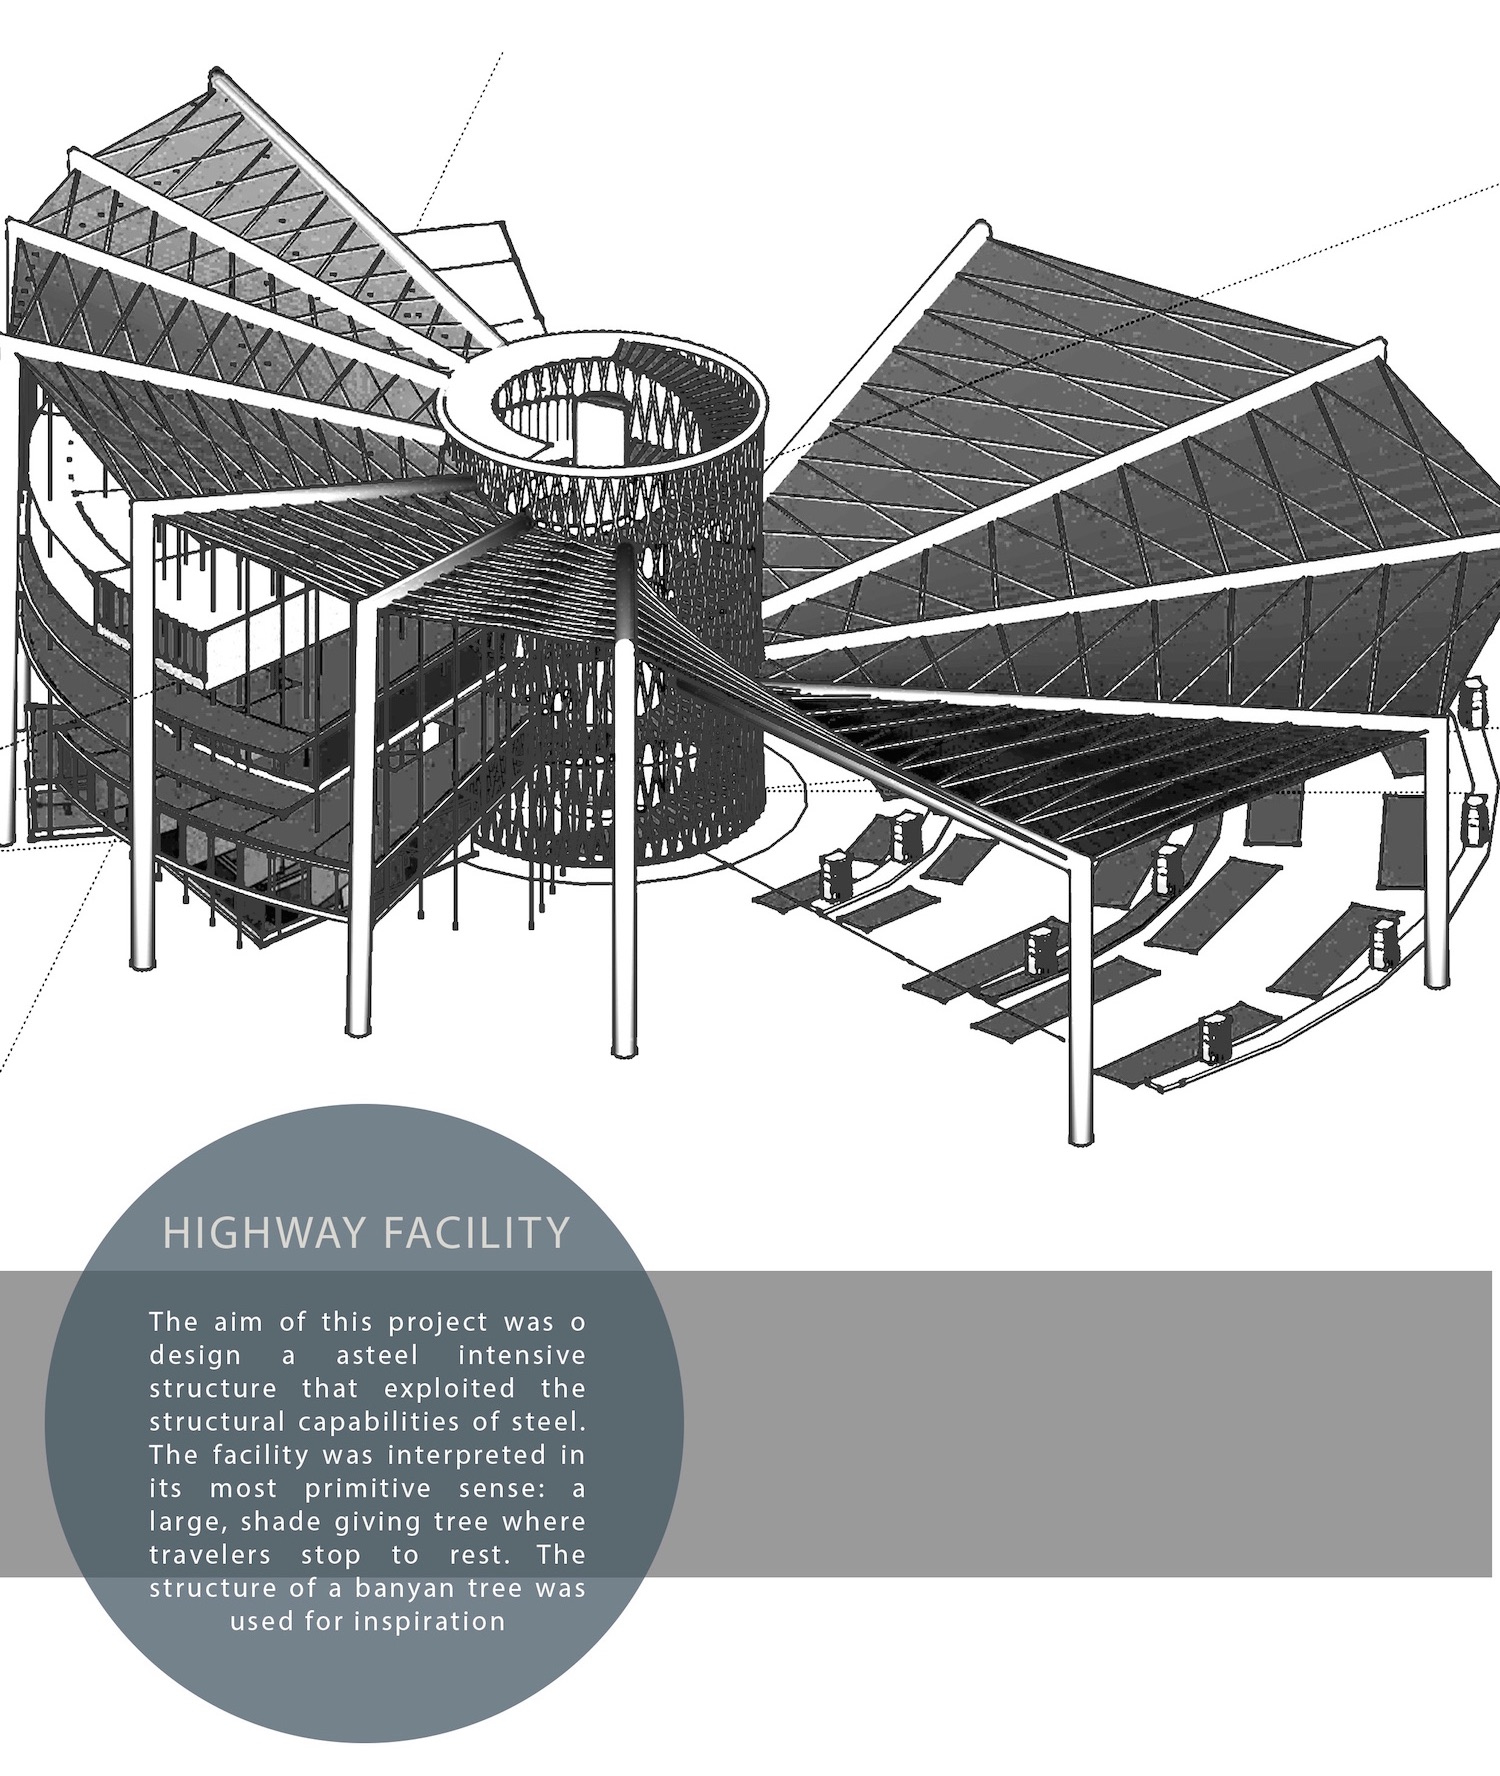 HIGHWAY FACILITY
The aim of this project was o
design a asteel intensive
structure that exploited the
structural capabilities of steel.
The facility was interpreted in
its most primitive sense: a
large, shade giving tree where
travelers stop to rest. The
structure of a banyan tree was
used for inspiration